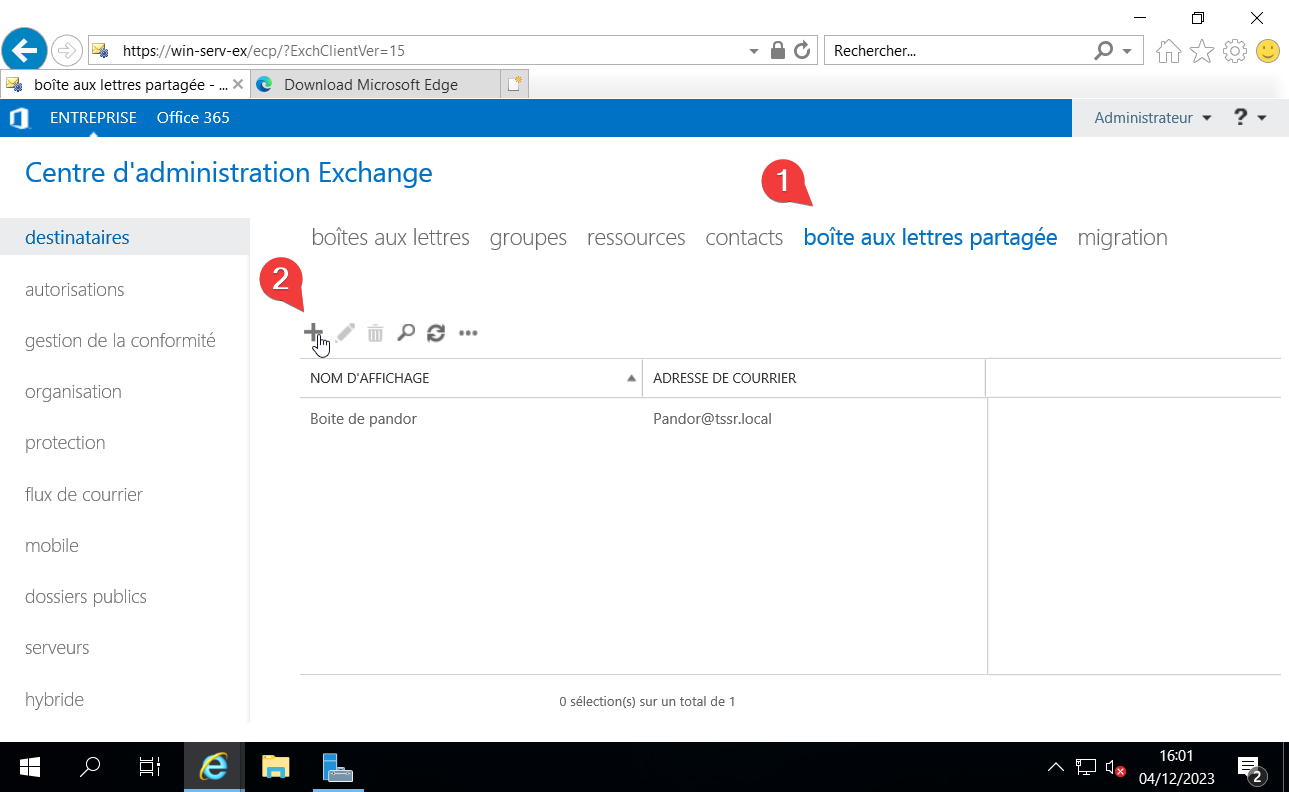 https://win-serv-ex/ecp/?ExchClientVer=15
Rechercher...
boîte aux lettres partagée - ...
Download Microsoft Edge
ENTREPRISE Office 365
Administrateur ?
Centre d'administration Exchange
1
destinataires
boîtes aux lettres groupes ressources contacts boîte aux lettres partagée migration
2
autorisations
gestion de la conformité
organisation
protection
flux de courrier
mobile
dossiers publics
serveurs
hybride
NOM D'AFFICHAGE ADRESSE DE COURRIER
Boite de pandor Pandor@tssr.local
0 sélection(s) sur un total de 1
16:01
04/12/2023
2